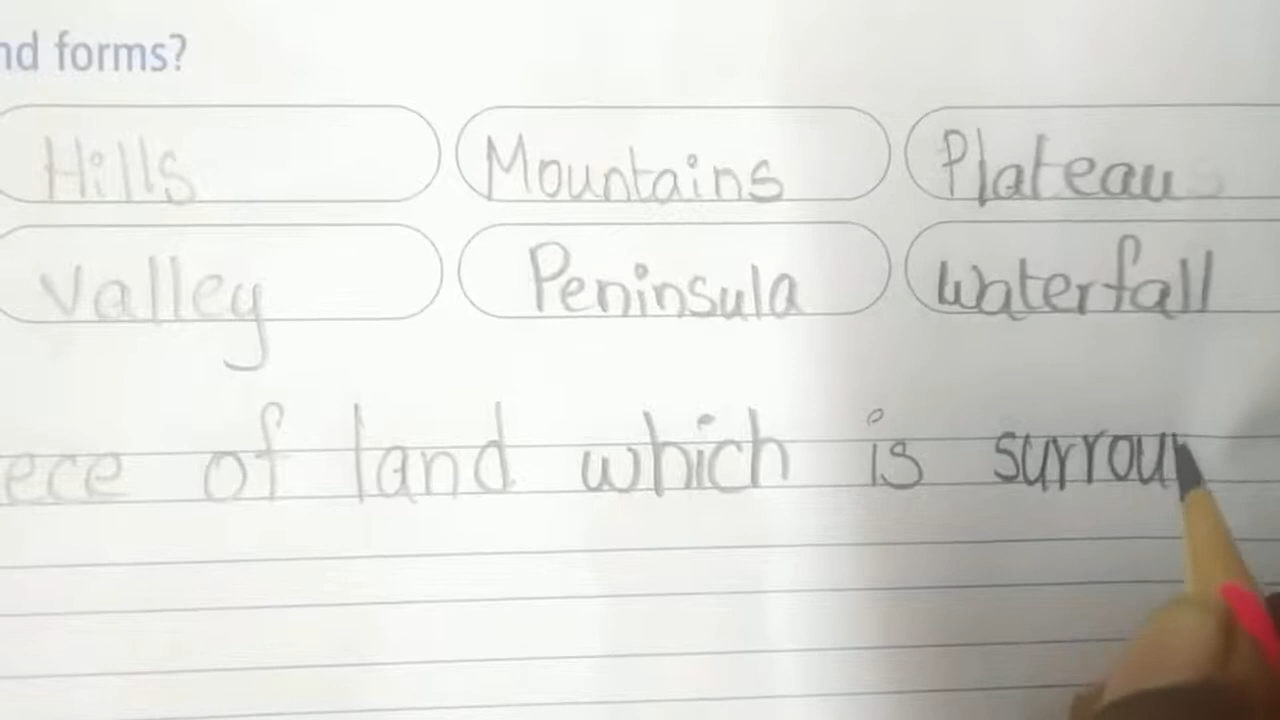 nd forms?
Hills Mountains Plateau
Valley Peninsula Waterfall
ece of land which is surrou